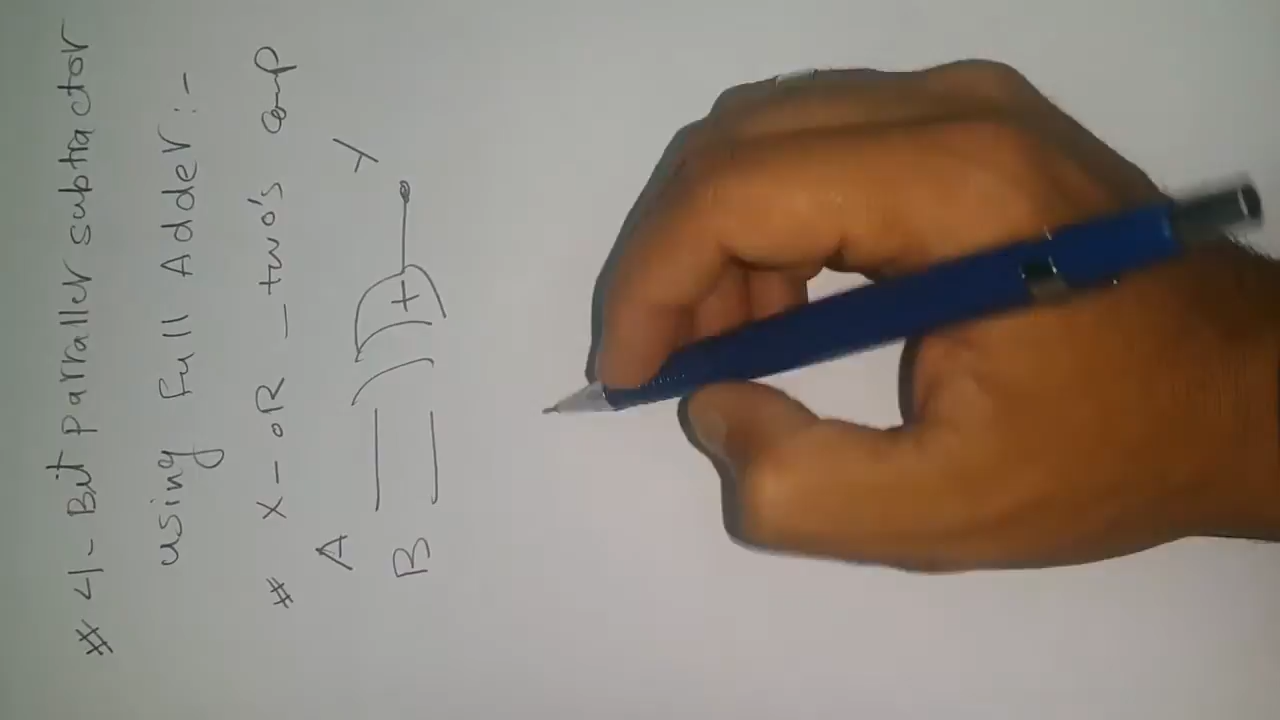 # 4-Bit parraller subtractor
using Full Adder:-
# X-OR _ two's comp
A
B
+
Y